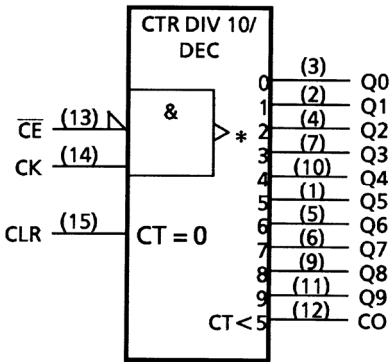 CTR DIV 10/
DEC
0 (3) Q0
1 (2) Q1
C̅E̅ (13) & 2 (4) Q2
* 3 (7) Q3
CK (14) 4 (10) Q4
5 (1) Q5
CLR (15) CT = 0 6 (5) Q6
7 (6) Q7
8 (9) Q8
9 (11) Q9
CT < 5 (12) CO